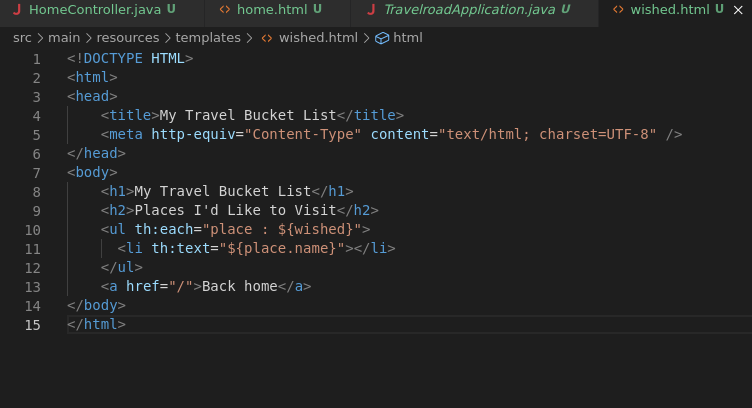 HomeController.java U home.html U TravelroadApplication.java U wished.html U
src > main > resources > templates > wished.html > html
1 <!DOCTYPE HTML>
2 <html>
3 <head>
4 <title>My Travel Bucket List</title>
5 <meta http-equiv="Content-Type" content="text/html; charset=UTF-8" />
6 </head>
7 <body>
8 <h1>My Travel Bucket List</h1>
9 <h2>Places I'd Like to Visit</h2>
10 <ul th:each="place : ${wished}">
11 <li th:text="${place.name}"></li>
12 </ul>
13 <a href="/">Back home</a>
14 </body>
15 </html>